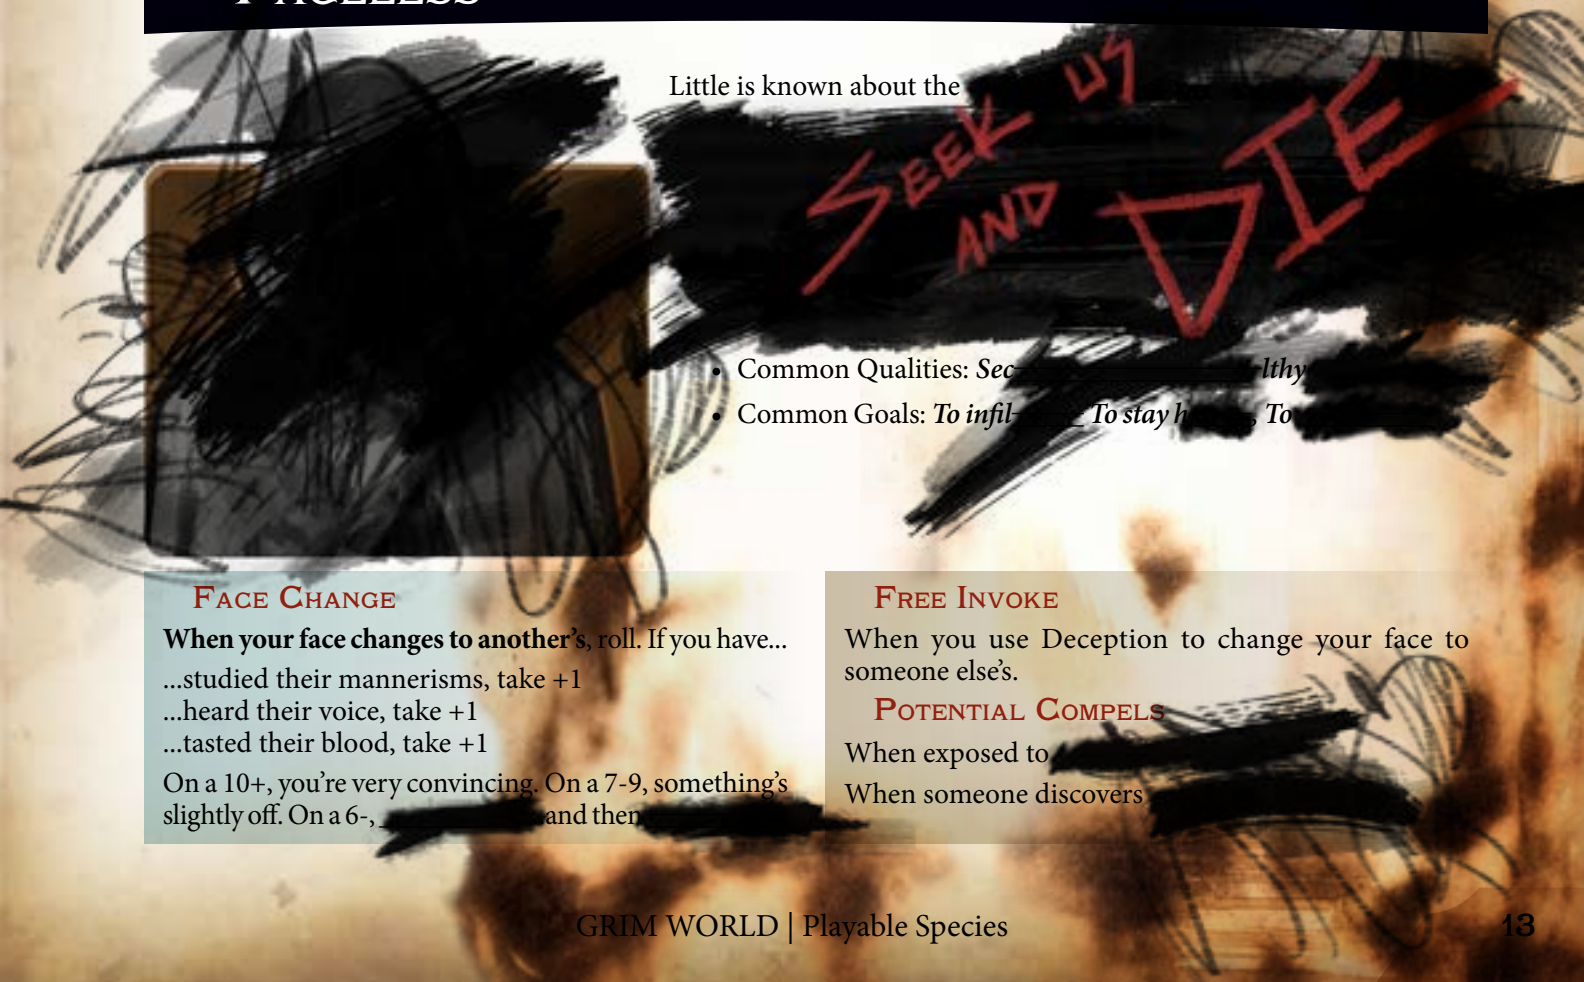 Little is known about the
SEEK US
AND DIE
• Common Qualities: Sec lthy
• Common Goals: To infil To stay h , To
FACE CHANGE
When your face changes to another's, roll. If you have...
...studied their mannerisms, take +1
...heard their voice, take +1
...tasted their blood, take +1
On a 10+, you're very convincing. On a 7-9, something's
slightly off. On a 6-, and then
FREE INVOKE
When you use Deception to change your face to
someone else's.
POTENTIAL COMPELS
When exposed to
When someone discovers
GRIM WORLD | Playable Species
13